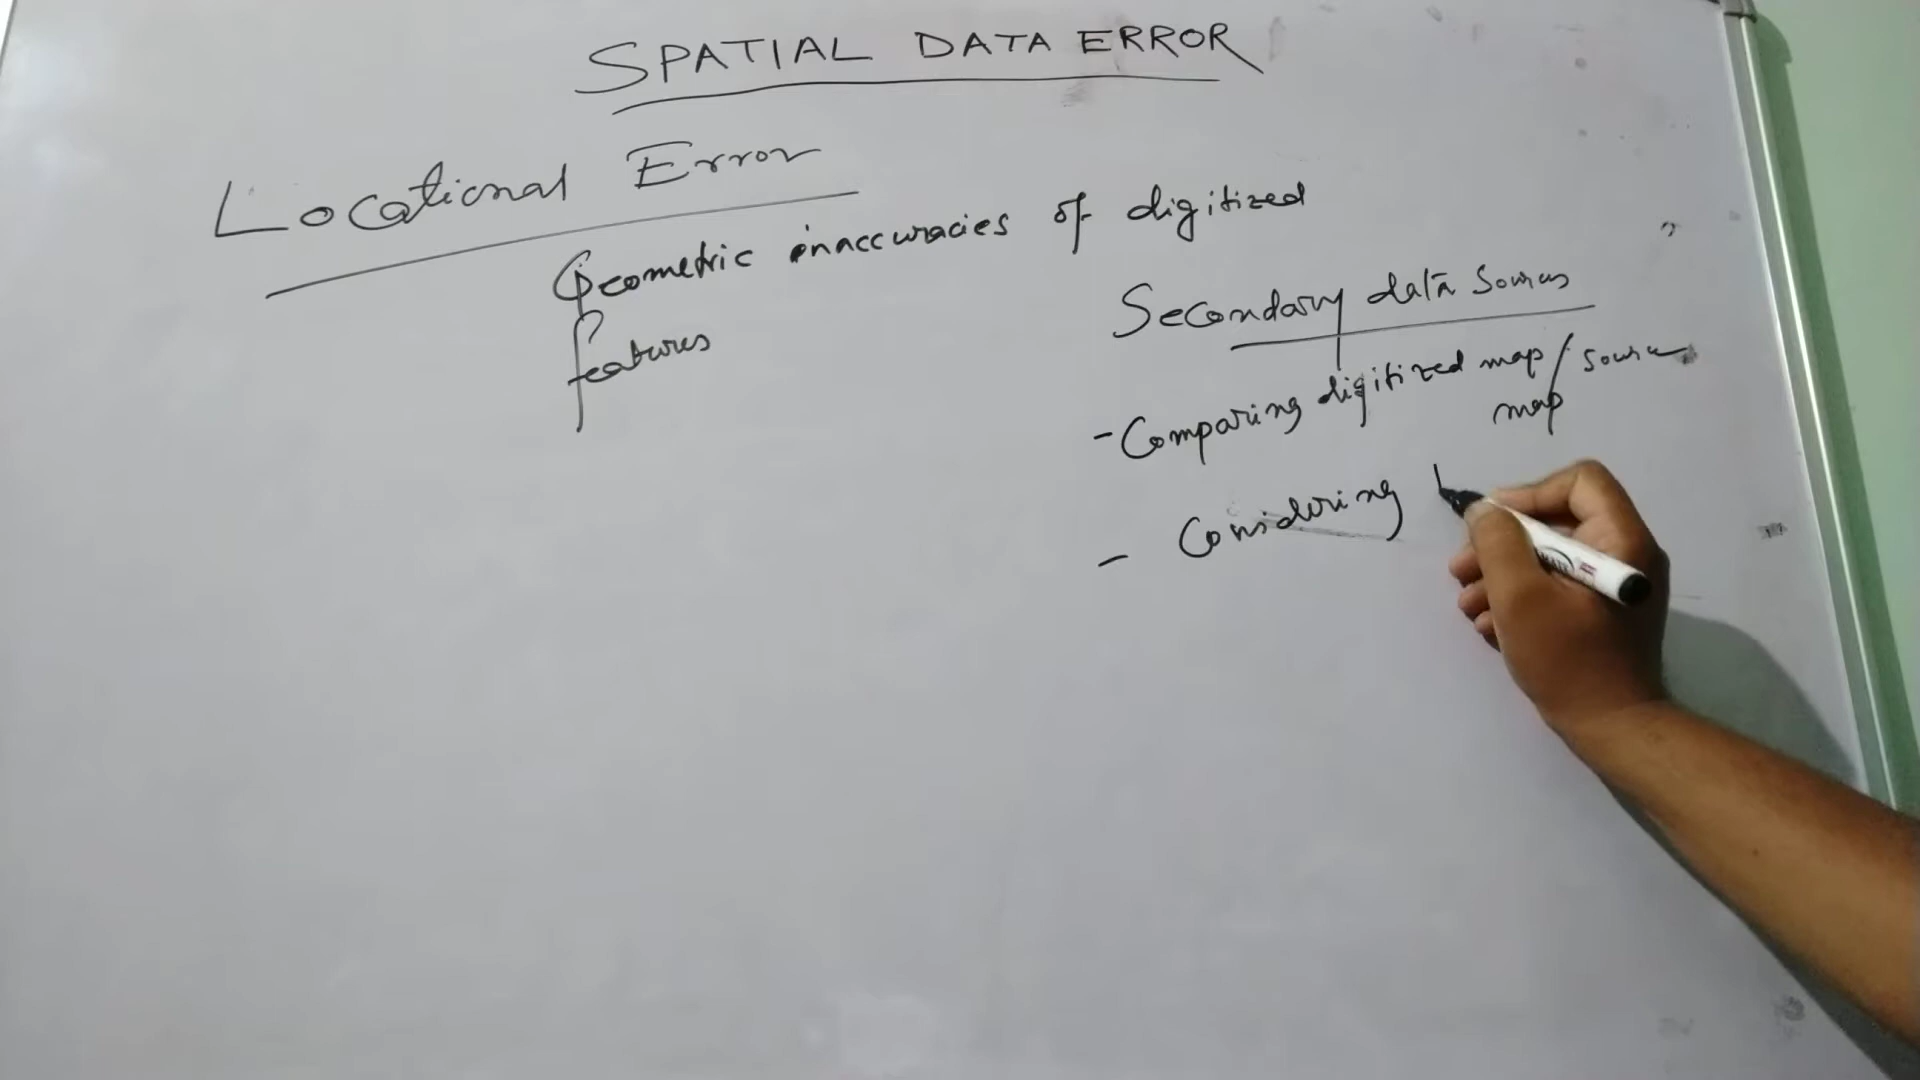 SPATIAL DATA ERROR
Locational Error
Geometric inaccuracies of digitized
features
Secondary data sources
- Comparing digitized map / source
map
- Considering